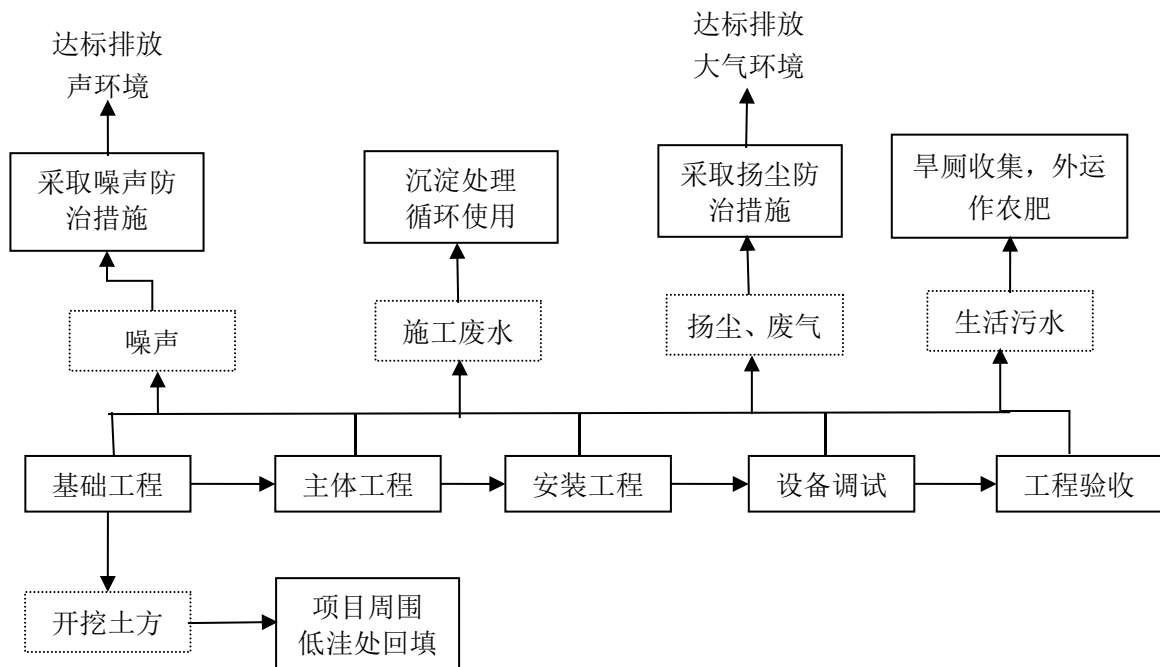 达标排放
声环境
达标排放
大气环境
采取噪声防
治措施
沉淀处理
循环使用
采取扬尘防
治措施
旱厕收集，外运
作农肥
噪声
施工废水
扬尘、废气
生活污水
基础工程
主体工程
安装工程
设备调试
工程验收
开挖土方
项目周围
低洼处回填